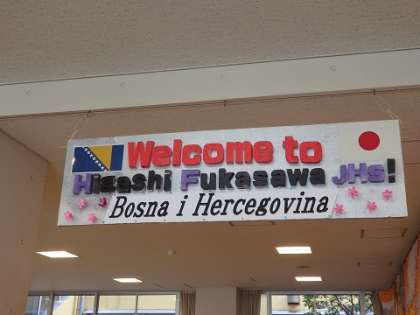 Welcome to
Higashi Fukasawa JHS!
Bosna i Hercegovina